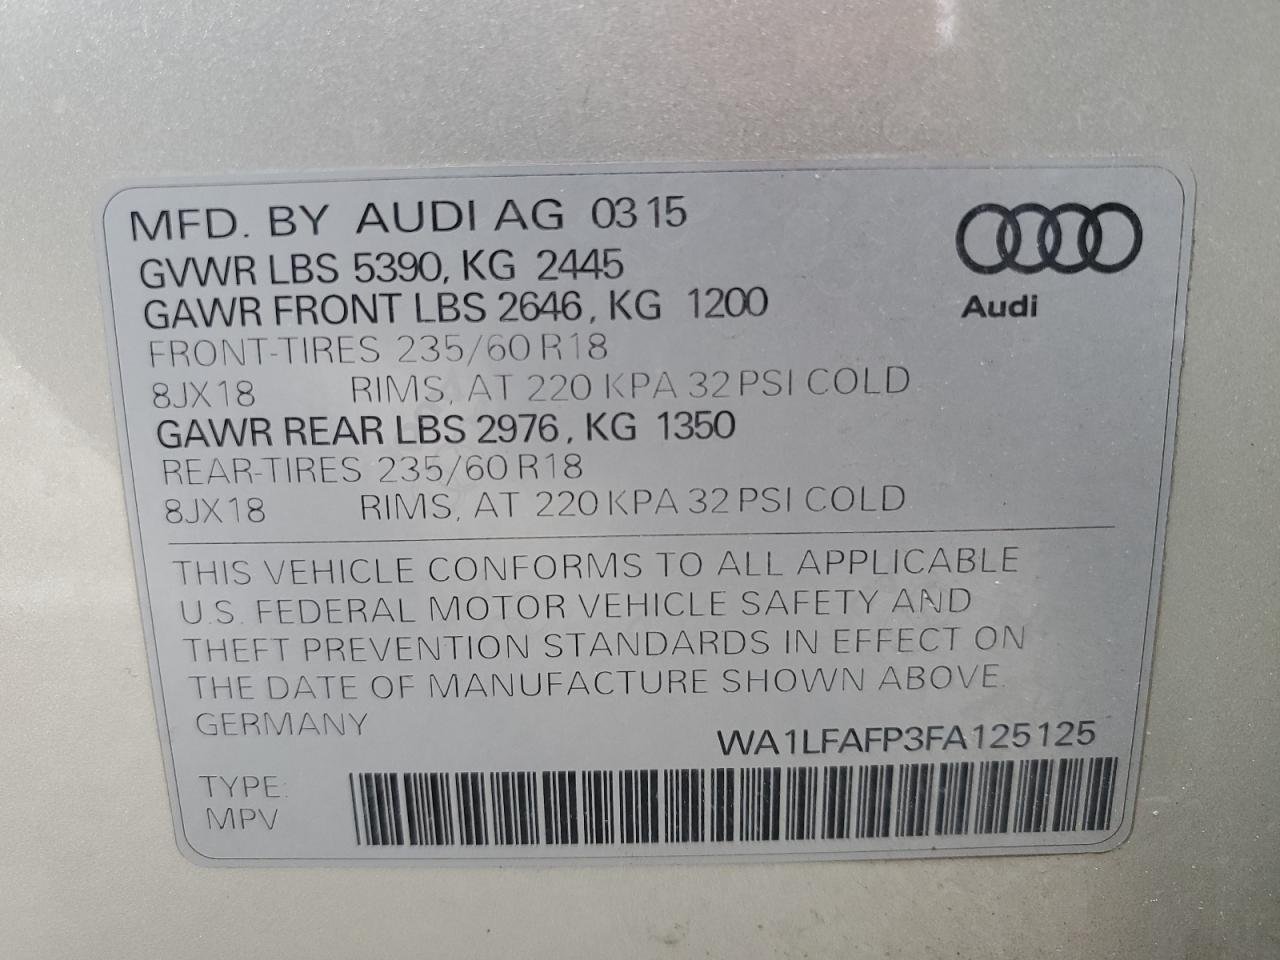 MFD. BY AUDI AG 03 15
GVWR LBS 5390, KG 2445
GAWR FRONT LBS 2646, KG 1200
FRONT-TIRES 235/60 R18
8JX18 RIMS, AT 220 KPA 32 PSI COLD
GAWR REAR LBS 2976, KG 1350
REAR-TIRES 235/60 R18
8JX18 RIMS, AT 220 KPA 32 PSI COLD
Audi
THIS VEHICLE CONFORMS TO ALL APPLICABLE
U.S. FEDERAL MOTOR VEHICLE SAFETY AND
THEFT PREVENTION STANDARDS IN EFFECT ON
THE DATE OF MANUFACTURE SHOWN ABOVE.
GERMANY
WA1LFAFP3FA125125
TYPE:
MPV